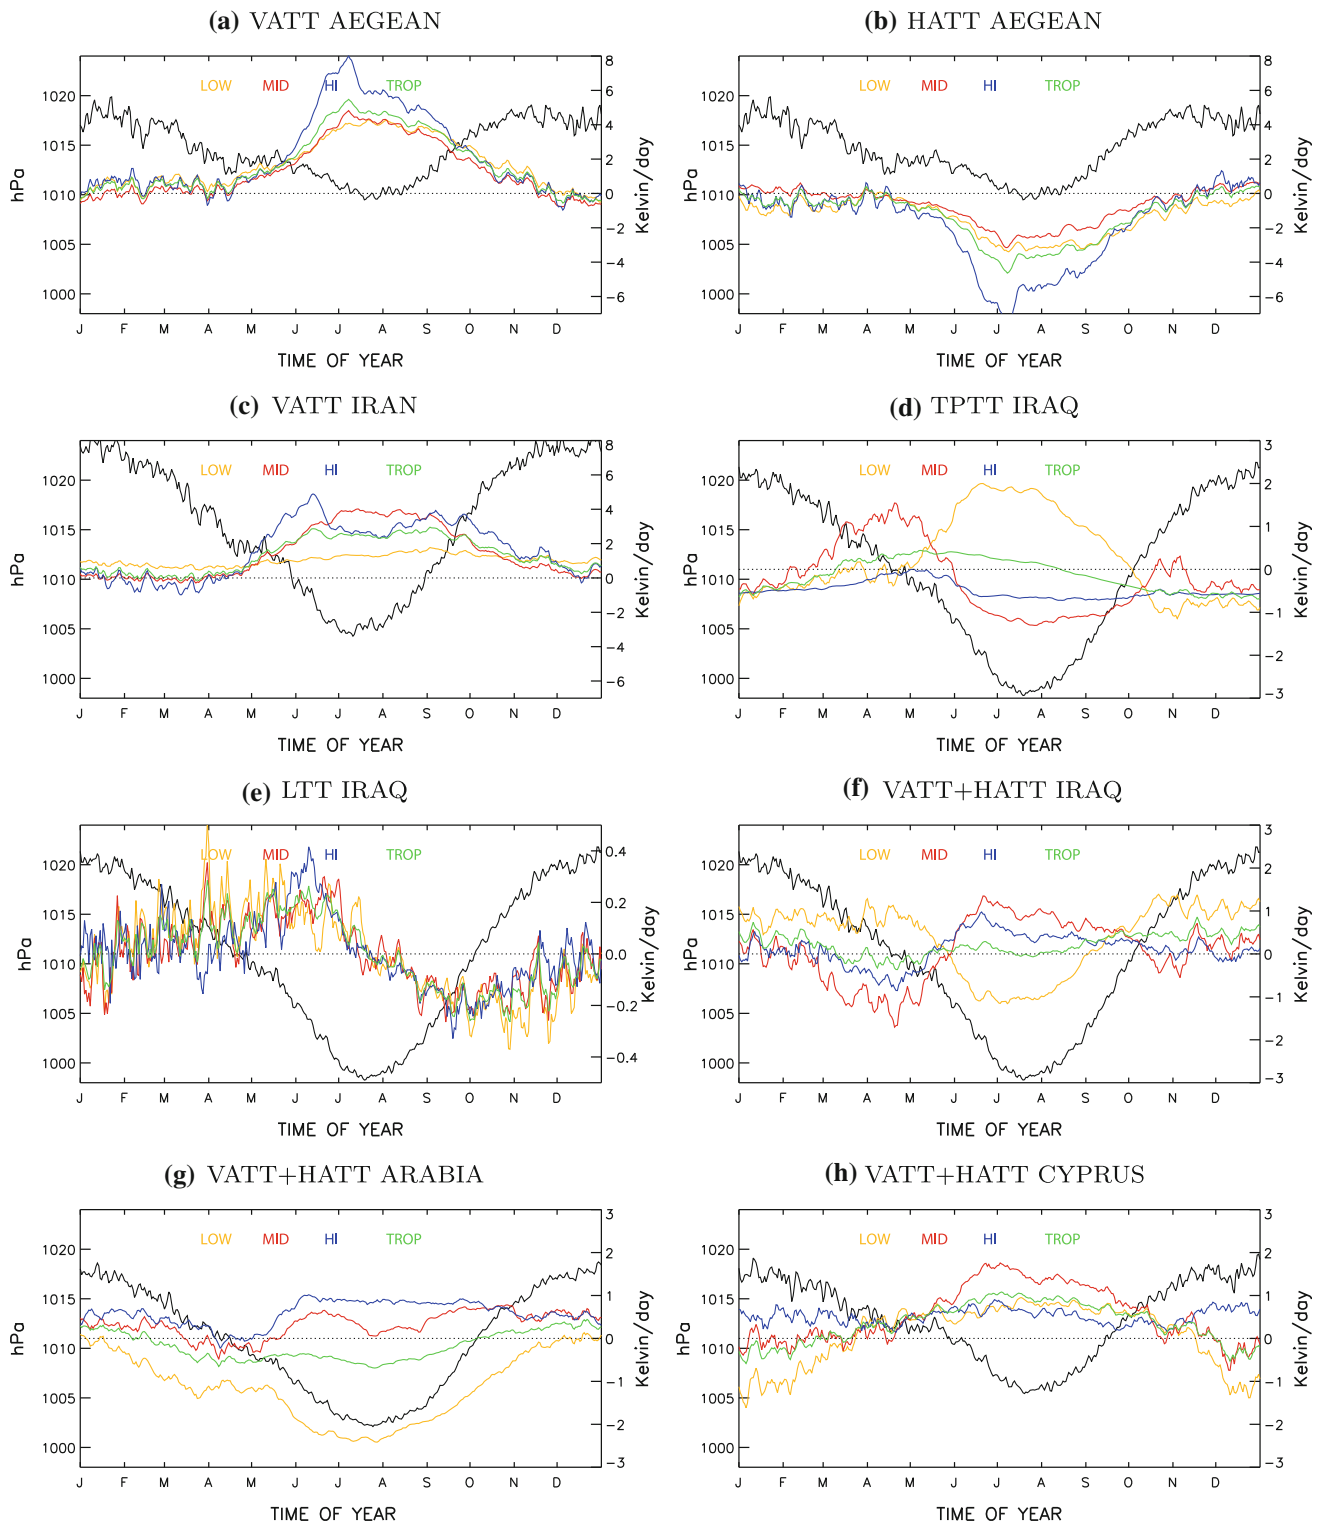 (a) VATT AEGEAN
LOW MID HI TROP
1020
1015
1010
1005
1000
hPa
8
6
4
2
0
−2
−4
−6
Kelvin/day
J F M A M J J A S O N D
TIME OF YEAR
(b) HATT AEGEAN
LOW MID HI TROP
1020
1015
1010
1005
1000
hPa
8
6
4
2
0
−2
−4
−6
Kelvin/day
J F M A M J J A S O N D
TIME OF YEAR
(c) VATT IRAN
LOW MID HI TROP
1020
1015
1010
1005
1000
hPa
8
6
4
2
0
−2
−4
−6
Kelvin/day
J F M A M J J A S O N D
TIME OF YEAR
(d) TPTT IRAQ
LOW MID HI TROP
1020
1015
1010
1005
1000
hPa
3
2
1
0
−1
−2
−3
Kelvin/day
J F M A M J J A S O N D
TIME OF YEAR
(e) LTT IRAQ
LOW MID HI TROP
1020
1015
1010
1005
1000
hPa
0.4
0.2
0.0
−0.2
−0.4
Kelvin/day
J F M A M J J A S O N D
TIME OF YEAR
(f) VATT+HATT IRAQ
LOW MID HI TROP
1020
1015
1010
1005
1000
hPa
3
2
1
0
−1
−2
−3
Kelvin/day
J F M A M J J A S O N D
TIME OF YEAR
(g) VATT+HATT ARABIA
LOW MID HI TROP
1020
1015
1010
1005
1000
hPa
3
2
1
0
−1
−2
−3
Kelvin/day
J F M A M J J A S O N D
TIME OF YEAR
(h) VATT+HATT CYPRUS
LOW MID HI TROP
1020
1015
1010
1005
1000
hPa
3
2
1
0
−1
−2
−3
Kelvin/day
J F M A M J J A S O N D
TIME OF YEAR